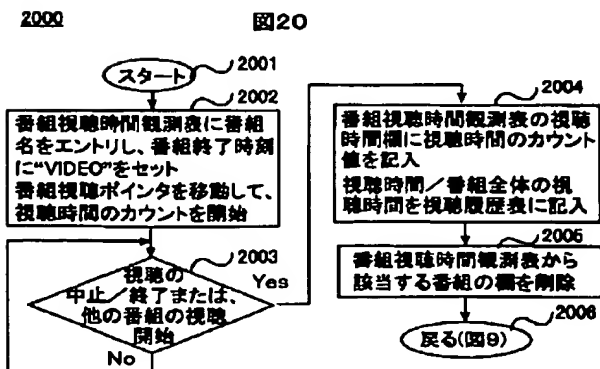 2000
図20
スタート
2001
2002
番組視聴時間観測表に番組
名をエントリし、番組終了時刻
に“VIDEO”をセット
番組視聴ポインタを移動して、
視聴時間のカウントを開始
2003
視聴の
中止／終了または、
他の番組の視聴
開始
Yes
No
2004
番組視聴時間観測表の視聴
時間欄に視聴時間のカウント
値を記入
視聴時間／番組全体の視
聴時間を視聴履歴表に記入
2005
番組視聴時間観測表から
該当する番組の欄を削除
2006
戻る(図9)